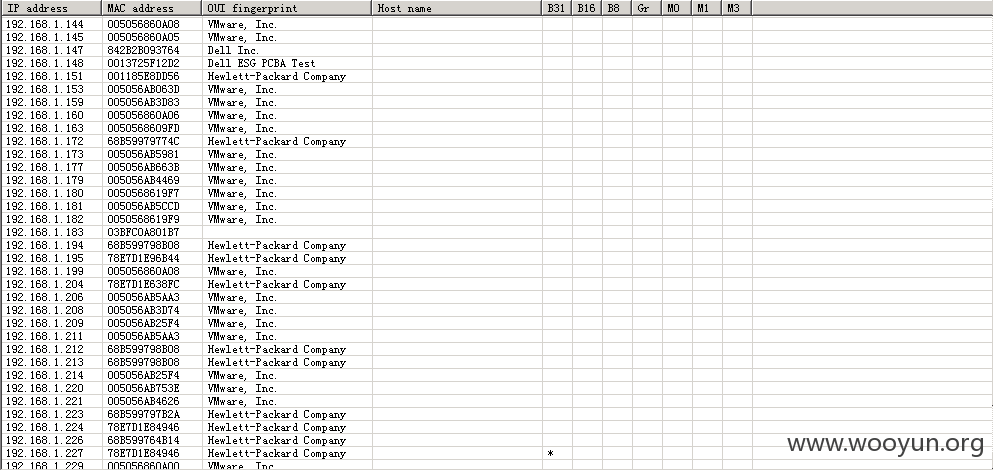 IP address MAC address OUI fingerprint Host name B31 B16 B8 Gr M0 M1 M3
192.168.1.144 005056860A08 VMware, Inc.
192.168.1.145 005056860A05 VMware, Inc.
192.168.1.147 842B2B093764 Dell Inc.
192.168.1.148 0013725F12D2 Dell ESG PCBA Test
192.168.1.151 001185E8DD56 Hewlett-Packard Company
192.168.1.153 005056AB063D VMware, Inc.
192.168.1.159 005056AB3D83 VMware, Inc.
192.168.1.160 005056860A06 VMware, Inc.
192.168.1.163 0050568609FD VMware, Inc.
192.168.1.172 68B59979774C Hewlett-Packard Company
192.168.1.173 005056AB5981 VMware, Inc.
192.168.1.177 005056AB663B VMware, Inc.
192.168.1.179 005056AB4469 VMware, Inc.
192.168.1.180 0050568619F7 VMware, Inc.
192.168.1.181 005056AB5CCD VMware, Inc.
192.168.1.182 0050568619F9 VMware, Inc.
192.168.1.183 03BFC0A801B7
192.168.1.194 68B599798B08 Hewlett-Packard Company
192.168.1.195 78E7D1E96B44 Hewlett-Packard Company
192.168.1.199 005056860A08 VMware, Inc.
192.168.1.204 78E7D1E638FC Hewlett-Packard Company
192.168.1.206 005056AB5AA3 VMware, Inc.
192.168.1.208 005056AB3D74 VMware, Inc.
192.168.1.209 005056AB25F4 VMware, Inc.
192.168.1.211 005056AB5AA3 VMware, Inc.
192.168.1.212 68B599798B08 Hewlett-Packard Company
192.168.1.213 68B599798B08 Hewlett-Packard Company
192.168.1.214 005056AB25F4 VMware, Inc.
192.168.1.220 005056AB753E VMware, Inc.
192.168.1.221 005056AB4626 VMware, Inc.
192.168.1.223 68B599797B2A Hewlett-Packard Company
192.168.1.224 78E7D1E84946 Hewlett-Packard Company
192.168.1.226 68B599764B14 Hewlett-Packard Company
192.168.1.227 78E7D1E84946 Hewlett-Packard Company *
192.168.1.229 005056860A00 VMware, Inc.
www.wooyun.org